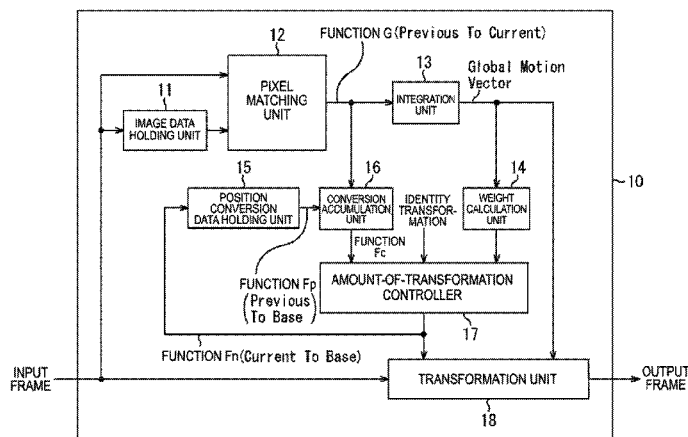 12
FUNCTION G(Previous To Current)
13
Global Motion
Vector
11
PIXEL
MATCHING
UNIT
INTEGRATION
UNIT
IMAGE DATA
HOLDING UNIT
15
16
14
10
POSITION
CONVERSION
DATA HOLDING UNIT
CONVERSION
ACCUMULATION
UNIT
IDENTITY
TRANSFOR-
MATION
WEIGHT
CALCULATION
UNIT
FUNCTION
Fc
FUNCTION Fp
(Previous
To Base)
AMOUNT-OF-TRANSFORMATION
CONTROLLER
17
FUNCTION Fn(Current To Base)
INPUT
FRAME
TRANSFORMATION UNIT
OUTPUT
FRAME
18